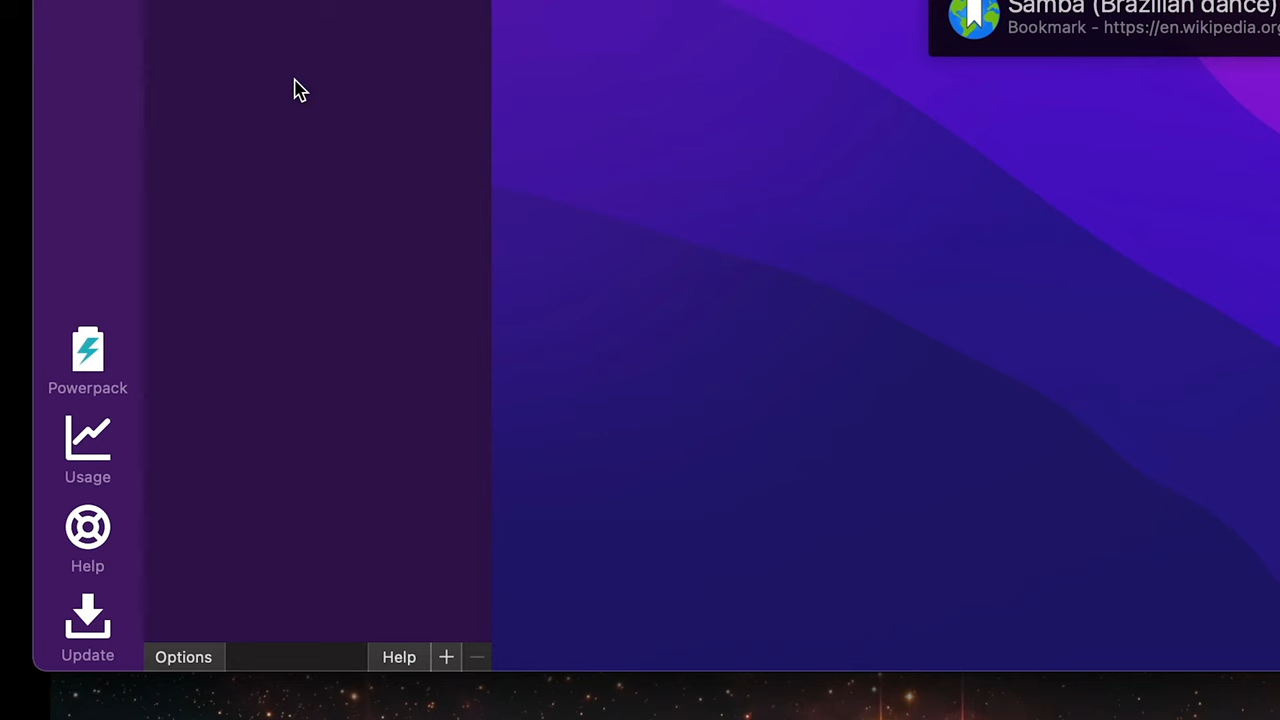 Samba (Brazilian dance)
Bookmark - https://en.wikipedia.org
Powerpack
Usage
Help
Update
Options
Help